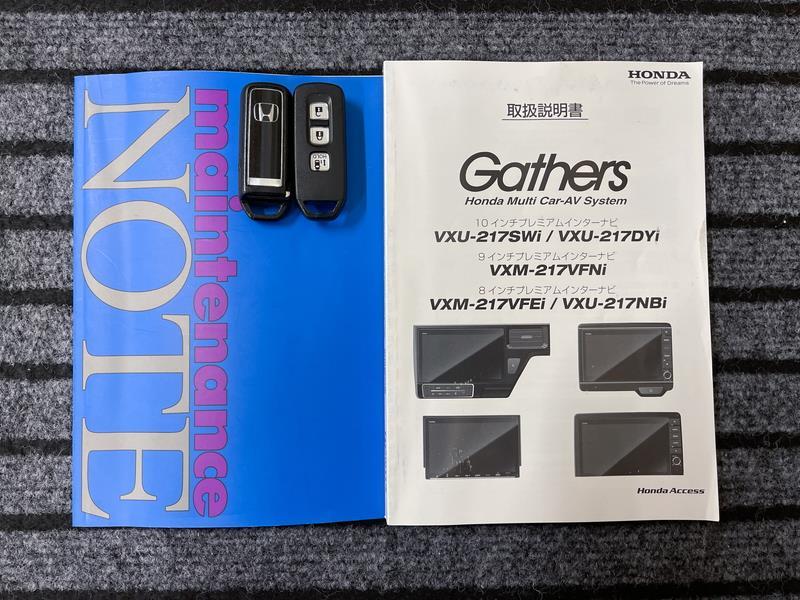 maintenance
NOTE
HOLD
HONDA
The Power of Dreams
取扱説明書
Gathers
Honda Multi Car-AV System
10インチプレミアムインターナビ
VXU-217SWi / VXU-217DYi
9インチプレミアムインターナビ
VXM-217VFNi
8インチプレミアムインターナビ
VXM-217VFEi / VXU-217NBi
Honda Access